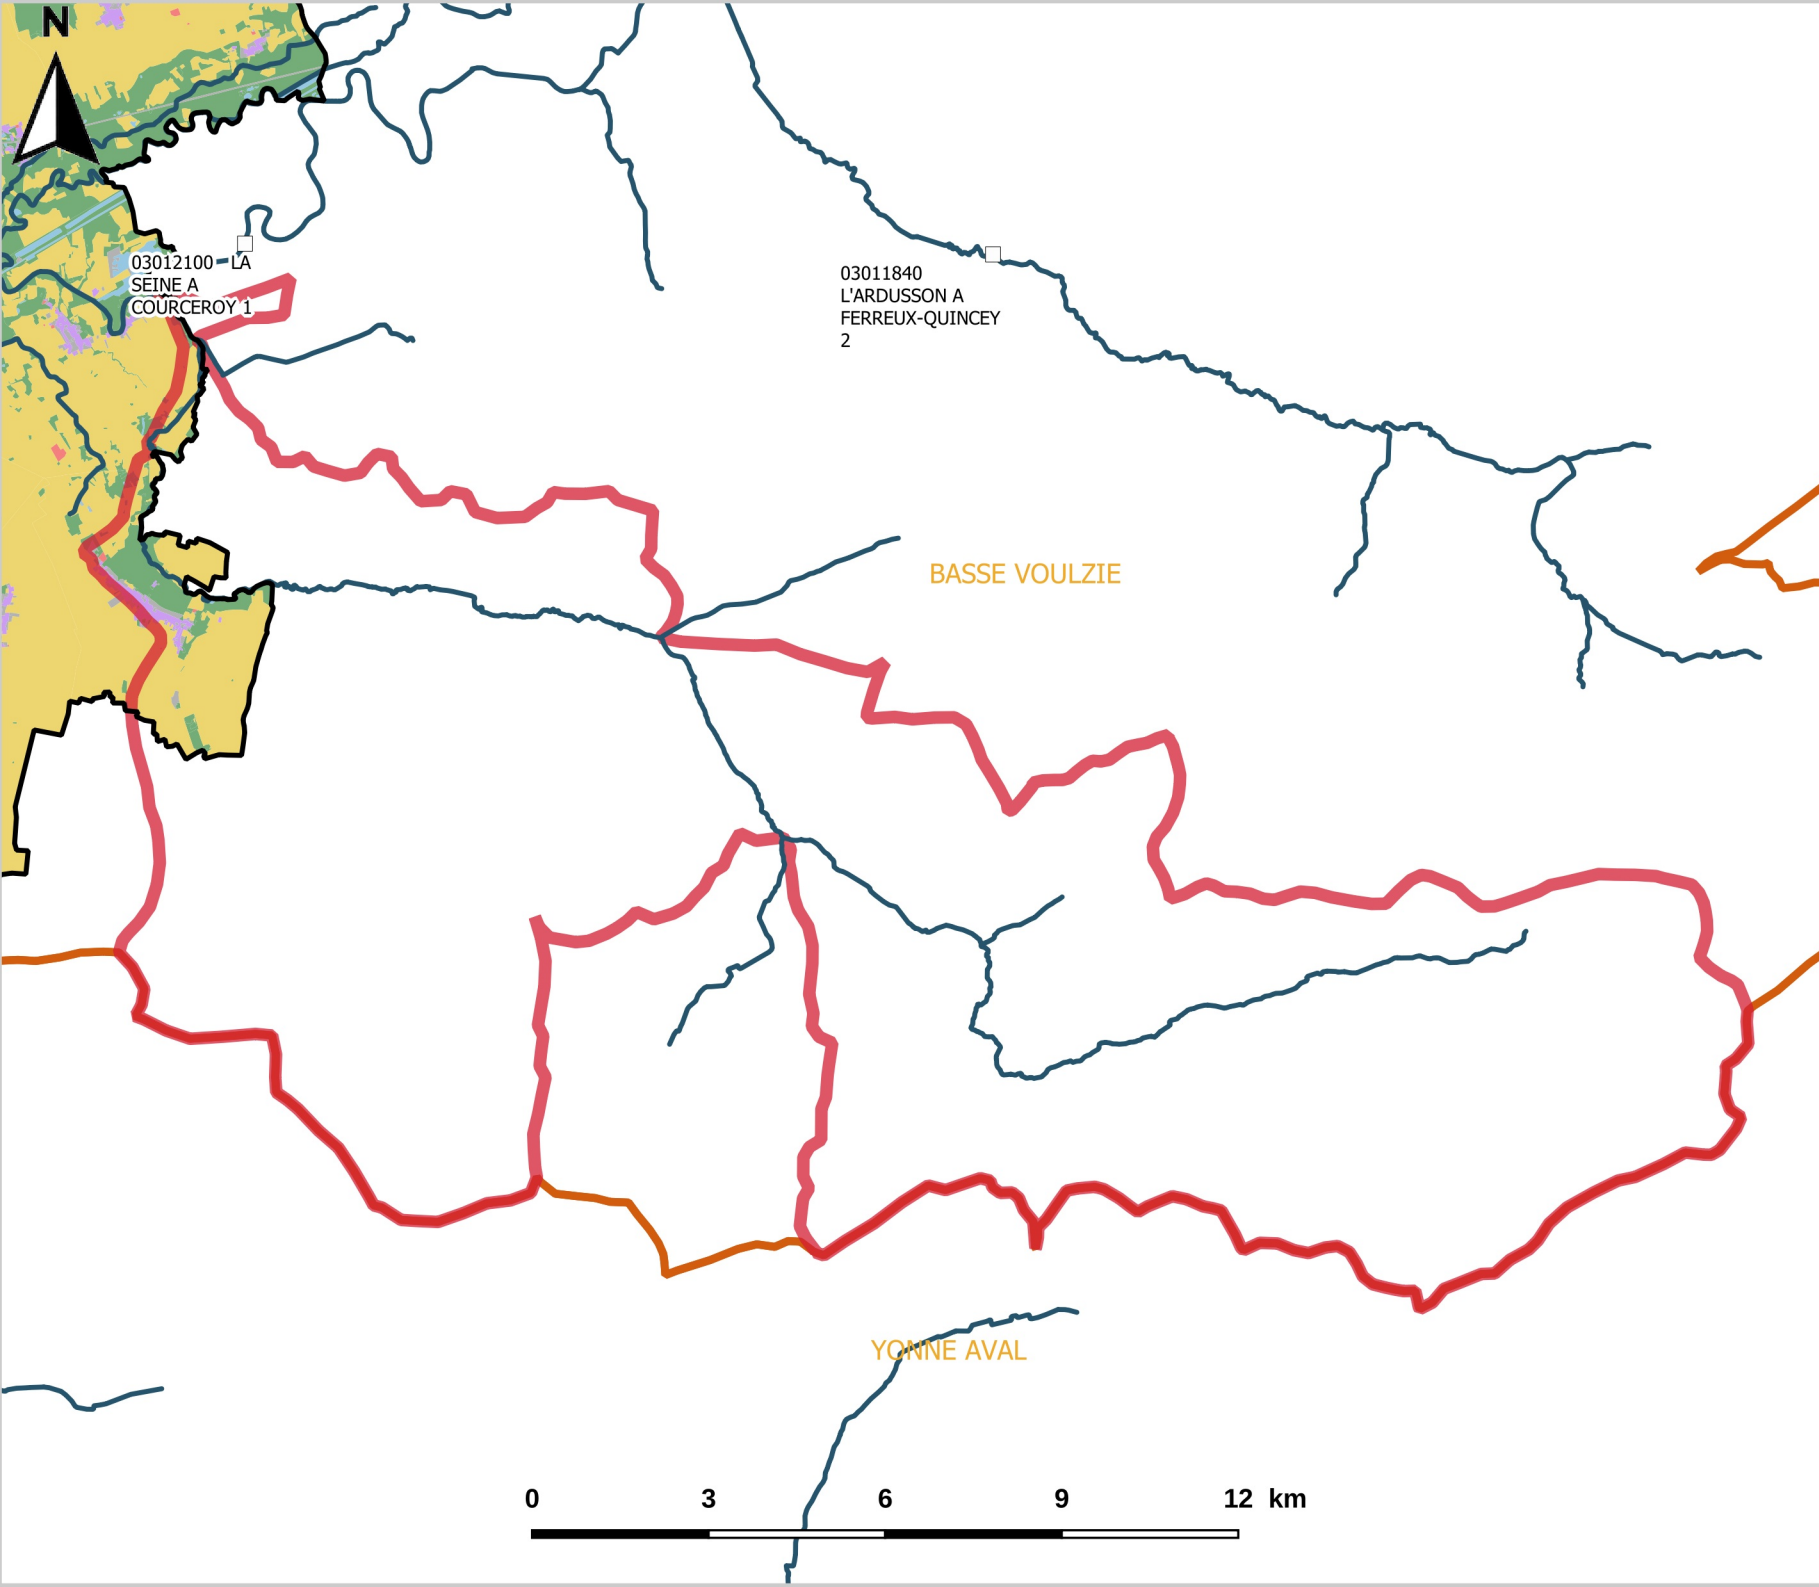 N
03012100 LA
SEINE A
COURCEROY 1
03011840
L'ARDUSSON A
FERREUX-QUINCEY
2
BASSE VOULZIE
YONNE AVAL
0 3 6 9 12 km